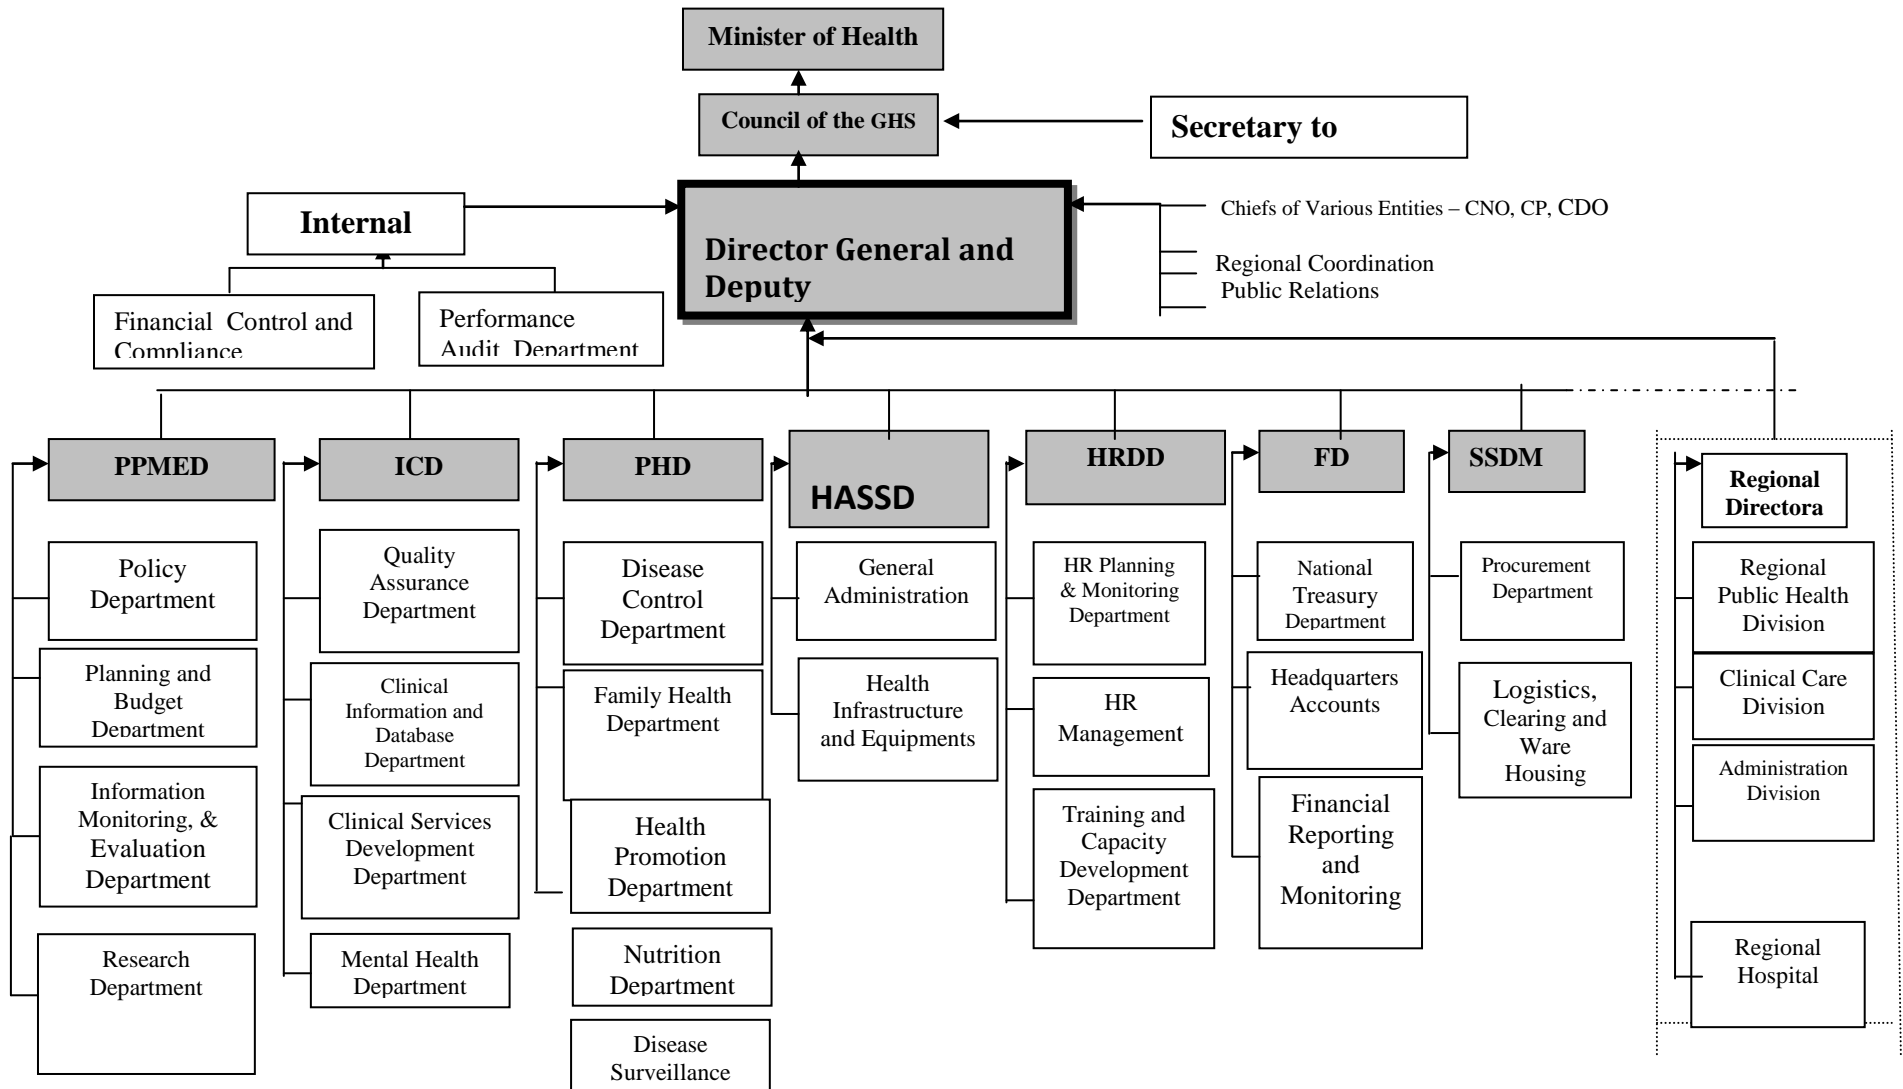 Minister of Health
Council of the GHS
Secretary to
Internal
Director General and
Deputy
Chiefs of Various Entities – CNO, CP, CDO
Regional Coordination
Public Relations
Financial Control and
Compliance
Performance
Audit Department
PPMED
ICD
PHD
HASSD
HRDD
FD
SSDM
Regional
Directora
Policy
Department
Planning and
Budget
Department
Information
Monitoring, &
Evaluation
Department
Research
Department
Quality
Assurance
Department
Clinical
Information and
Database
Department
Clinical Services
Development
Department
Mental Health
Department
Disease
Control
Department
Family Health
Department
Health
Promotion
Department
Nutrition
Department
Disease
Surveillance
General
Administration
Health
Infrastructure
and Equipments
HR Planning
& Monitoring
Department
HR
Management
Training and
Capacity
Development
Department
National
Treasury
Department
Headquarters
Accounts
Financial
Reporting
and
Monitoring
Procurement
Department
Logistics,
Clearing and
Ware
Housing
Regional
Public Health
Division
Clinical Care
Division
Administration
Division
Regional
Hospital